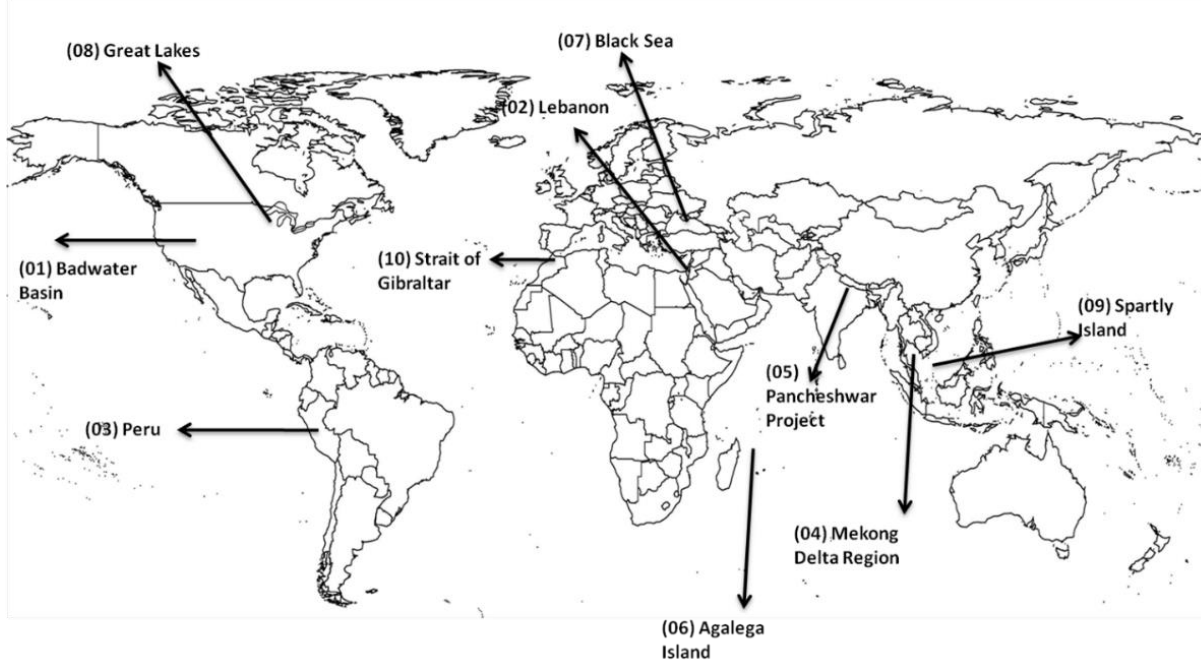 (07) Black Sea
(08) Great Lakes
(02) Lebanon
(10) Strait of
Gibraltar
(01) Badwater
Basin
(09) Spartly
Island
(05)
Pancheshwar
Project
(03) Peru
(04) Mekong
Delta Region
(06) Agalega
Island